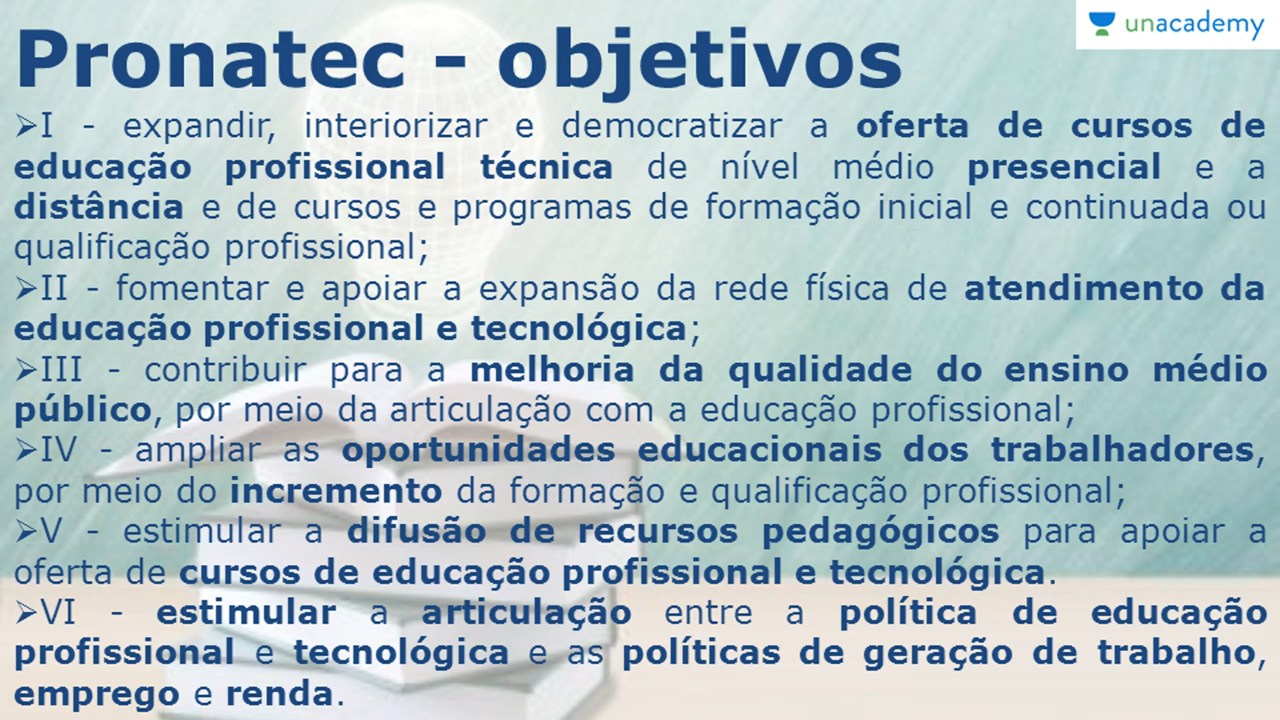 unacademy
Pronatec - objetivos
➢I - expandir, interiorizar e democratizar a oferta de cursos de
educação profissional técnica de nível médio presencial e a
distância e de cursos e programas de formação inicial e continuada ou
qualificação profissional;
➢II - fomentar e apoiar a expansão da rede física de atendimento da
educação profissional e tecnológica;
➢III - contribuir para a melhoria da qualidade do ensino médio
público, por meio da articulação com a educação profissional;
➢IV - ampliar as oportunidades educacionais dos trabalhadores,
por meio do incremento da formação e qualificação profissional;
➢V - estimular a difusão de recursos pedagógicos para apoiar a
oferta de cursos de educação profissional e tecnológica.
➢VI - estimular a articulação entre a política de educação
profissional e tecnológica e as políticas de geração de trabalho,
emprego e renda.